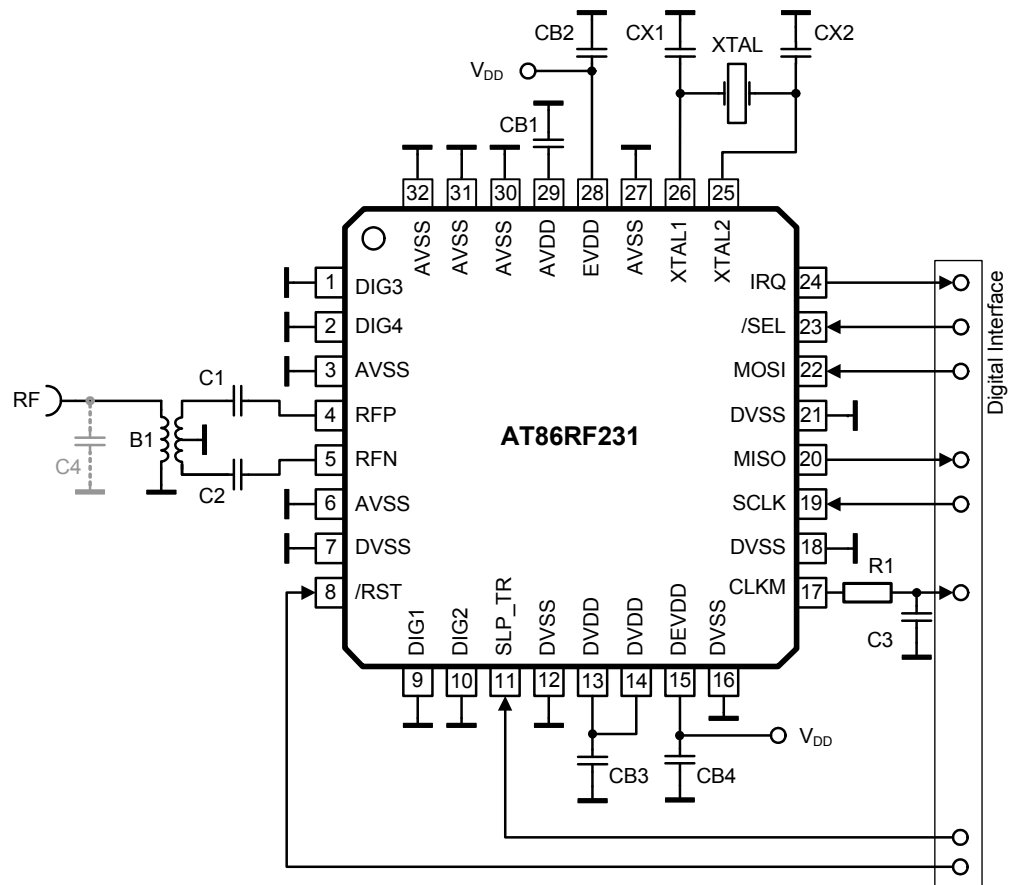 CB2
CX1
XTAL
CX2
VDD
CB1
32
31
30
29
28
27
26
25
AVSS
AVSS
AVSS
AVDD
EVDD
AVSS
XTAL1
XTAL2
1 DIG3
2 DIG4
3 AVSS
4 RFP
5 RFN
6 AVSS
7 DVSS
8 /RST
RF
C4
B1
C1
C2
AT86RF231
IRQ 24
/SEL 23
MOSI 22
DVSS 21
MISO 20
SCLK 19
DVSS 18
CLKM 17
R1
C3
Digital Interface
DIG1
DIG2
SLP_TR
DVSS
DVDD
DVDD
DEVDD
DVSS
9
10
11
12
13
14
15
16
CB3
CB4
VDD